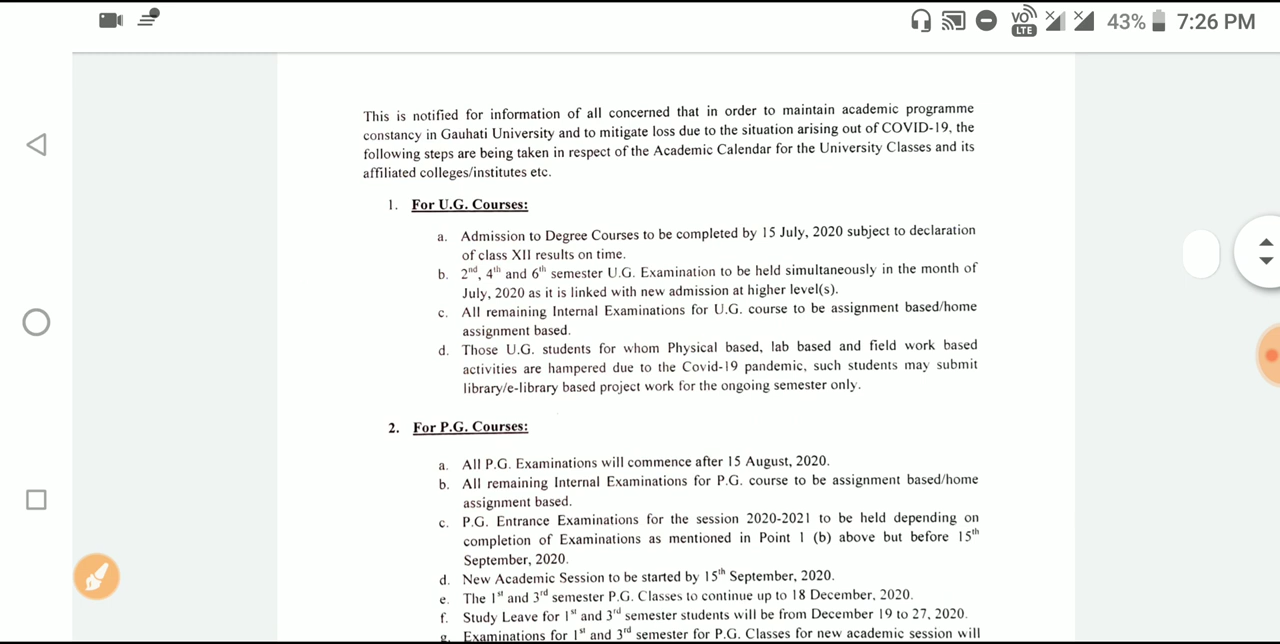 VO
LTE
43%
7:26 PM
This is notified for information of all concerned that in order to maintain academic programme
constancy in Gauhati University and to mitigate loss due to the situation arising out of COVID-19, the
following steps are being taken in respect of the Academic Calendar for the University Classes and its
affiliated colleges/institutes etc.
1. For U.G. Courses:
a. Admission to Degree Courses to be completed by 15 July, 2020 subject to declaration
of class XII results on time.
b. 2nd, 4th and 6th semester U.G. Examination to be held simultaneously in the month of
July, 2020 as it is linked with new admission at higher level(s).
c. All remaining Internal Examinations for U.G. course to be assignment based/home
assignment based.
d. Those U.G. students for whom Physical based, lab based and field work based
activities are hampered due to the Covid-19 pandemic, such students may submit
library/e-library based project work for the ongoing semester only.
2. For P.G. Courses:
a. All P.G. Examinations will commence after 15 August, 2020.
b. All remaining Internal Examinations for P.G. course to be assignment based/home
assignment based.
c. P.G. Entrance Examinations for the session 2020-2021 to be held depending on
completion of Examinations as mentioned in Point 1 (b) above but before 15th
September, 2020.
d. New Academic Session to be started by 15th September, 2020.
e. The 1st and 3rd semester P.G. Classes to continue up to 18 December, 2020.
f. Study Leave for 1st and 3rd semester students will be from December 19 to 27, 2020.
g. Examinations for 1st and 3rd semester for P.G. Classes for new academic session will